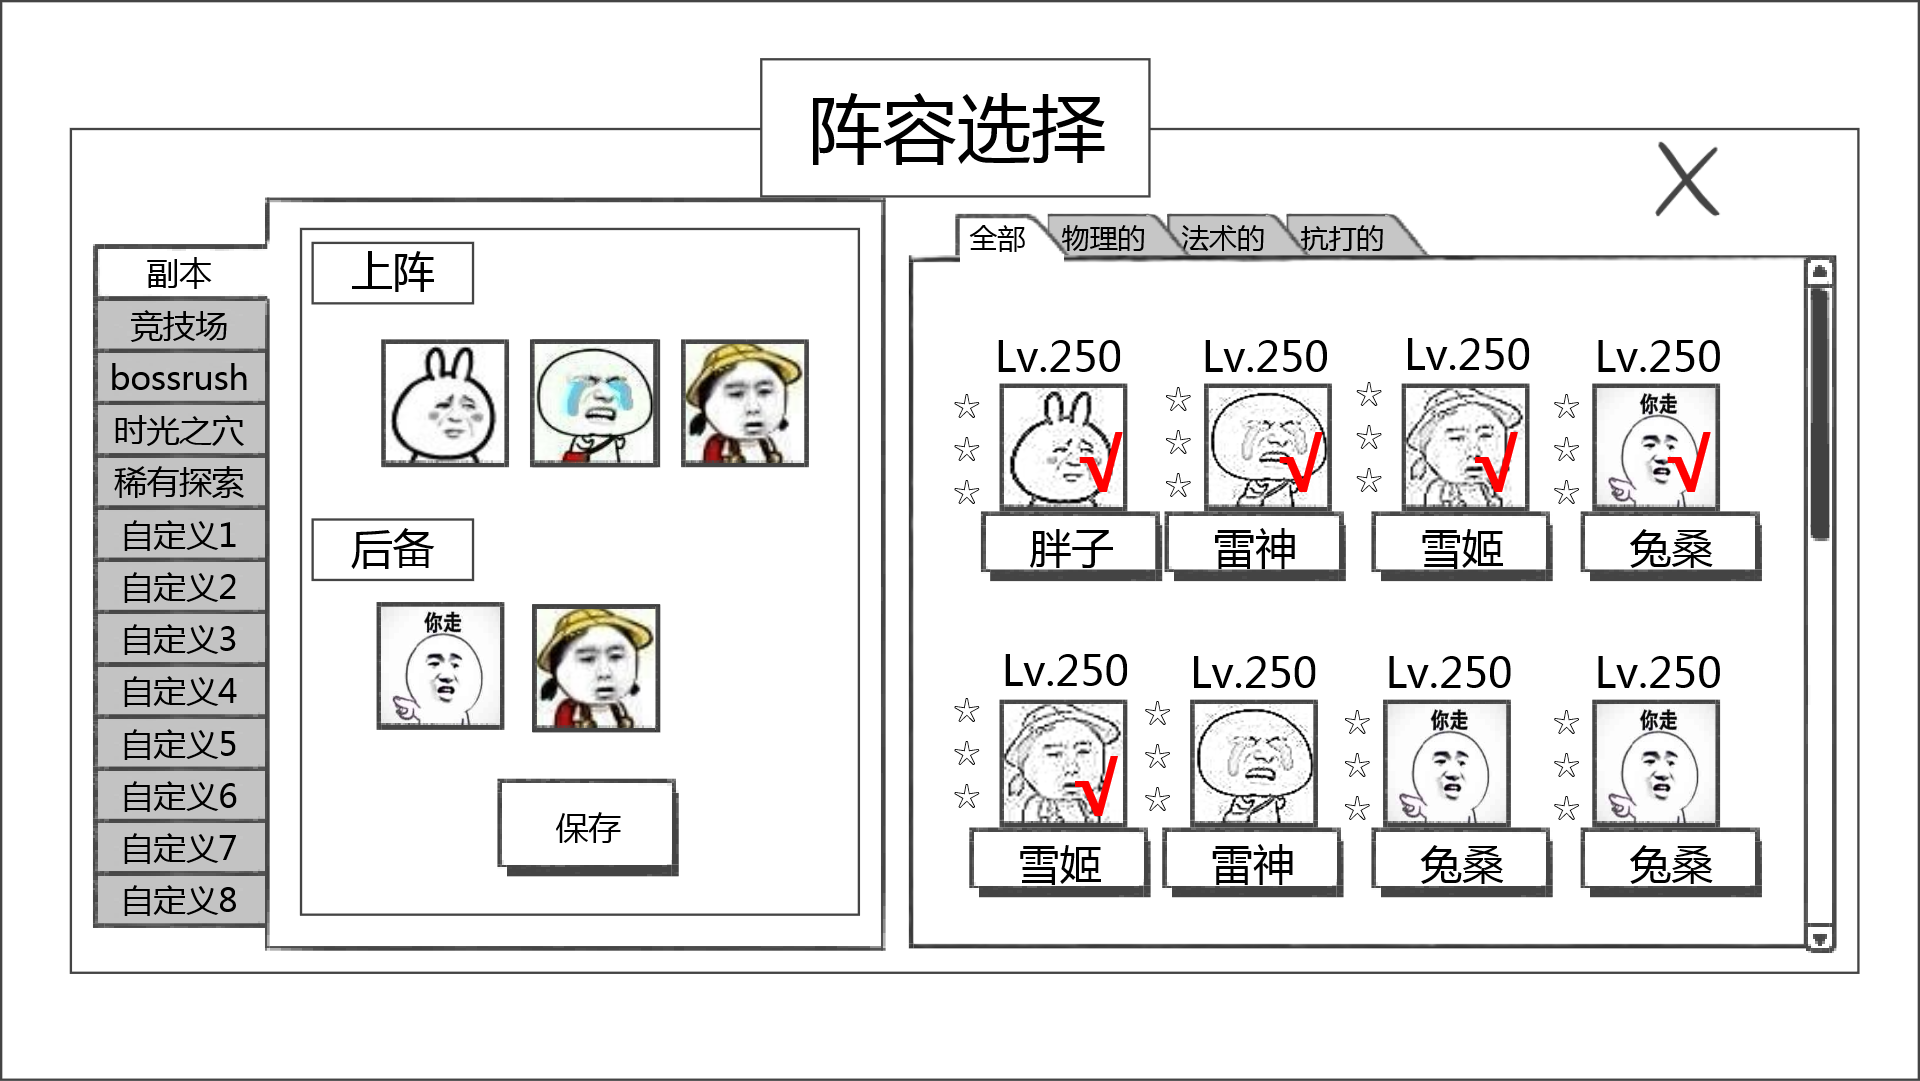 阵容选择
副本
竞技场
bossrush
时光之穴
稀有探索
自定义1
自定义2
自定义3
自定义4
自定义5
自定义6
自定义7
自定义8
上阵
后备
你走
保存
全部
物理的
法术的
抗打的
Lv.250
Lv.250
Lv.250
Lv.250
你走
胖子
雷神
雪姬
兔桑
Lv.250
Lv.250
Lv.250
Lv.250
你走
你走
雪姬
雷神
兔桑
兔桑